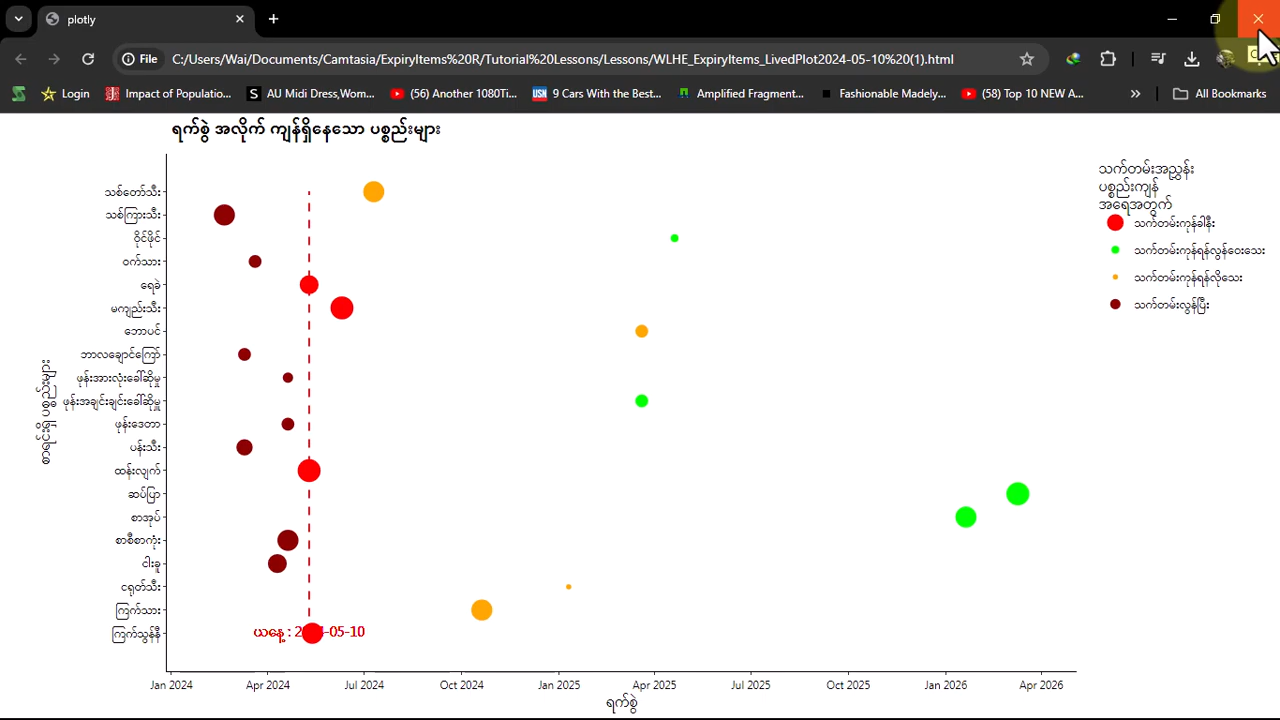 plotly
File
C:/Users/Wai/Documents/Camtasia/ExpiryItems%20R/Tutorial%20Lessons/Lessons/WLHE_ExpiryItems_LivedPlot2024-05-10%20(1).html
Login
Impact of Populatio...
AU Midi Dress,Wom...
(56) Another 1080Ti...
9 Cars With the Best...
Amplified Fragment...
Fashionable Madely...
(58) Top 10 NEW A...
All Bookmarks
ရက်စွဲ အလိုက် ကျန်ရှိနေသော ပစ္စည်းများ
သစ်တော်သီး
သစ်ကြားသီး
ပိုင်ဖိုင်
ဝက်သား
ရေခဲ
မကျည်းသီး
ဘောပင်
ဘာလချောင်ကြော်
ဖုန်းအားလုံးခေါ်ဆိုမှု
ဖုန်းအချင်းချင်းခေါ်ဆိုမှု
ဖုန်းဒေတာ
ပန်းသီး
ထန်းလျက်
ဆပ်ပြာ
စာအုပ်
စာစီစာကုံး
ငါးခူ
ငရုတ်သီး
ကြက်သား
ကြက်သွန်နီ
စာရင်းရှိ ပစ္စည်းများ
ယနေ့ : 2024-05-10
Jan 2024
Apr 2024
Jul 2024
Oct 2024
Jan 2025
Apr 2025
Jul 2025
Oct 2025
Jan 2026
Apr 2026
ရက်စွဲ
သက်တမ်းအညွှန်း
ပစ္စည်းကျန်
အရေအတွက်
သက်တမ်းကုန်ခါနီး
သက်တမ်းကုန်ရန်လွန်ဝေးသေး
သက်တမ်းကုန်ရန်လိုသေး
သက်တမ်းလွန်ပြီး